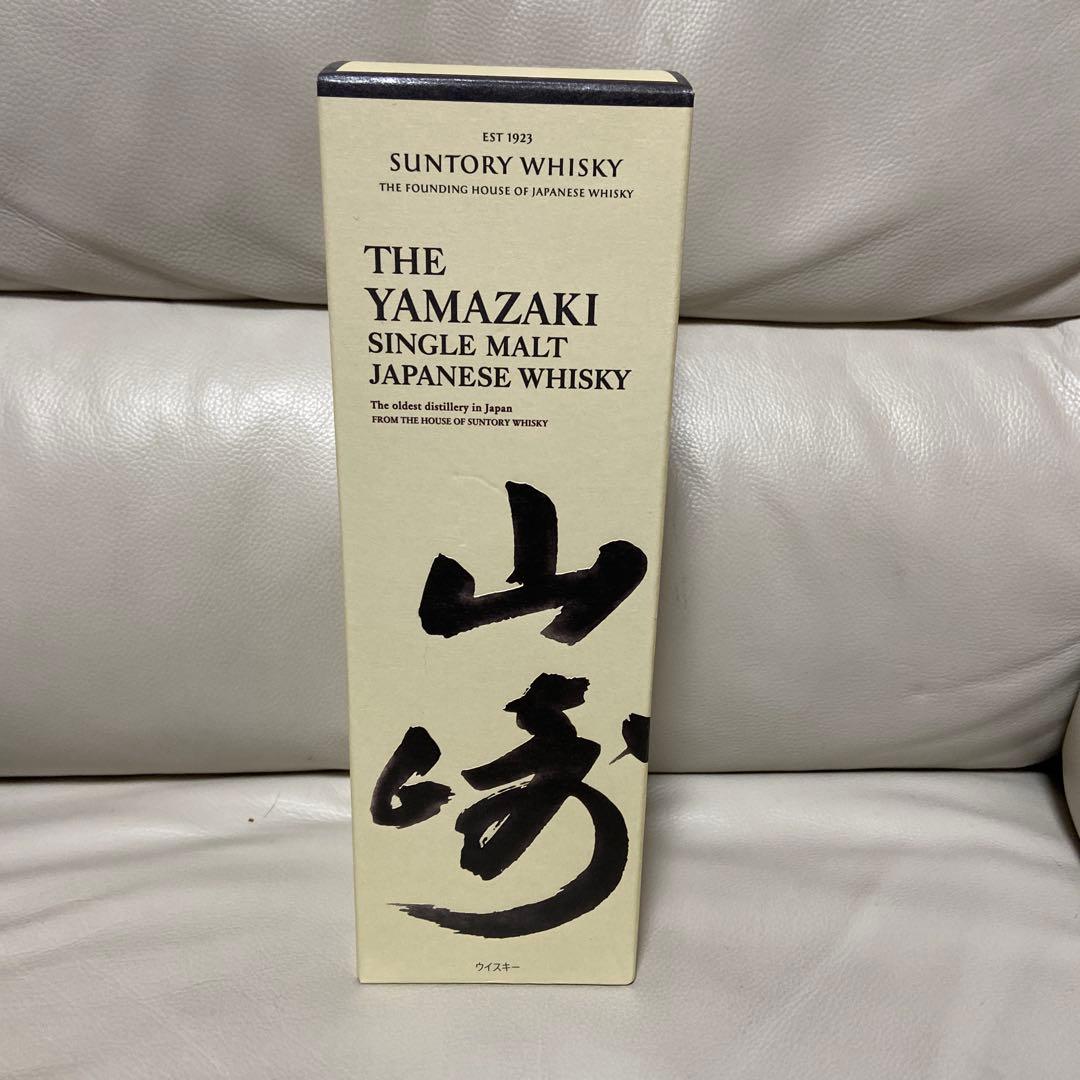 EST 1923
SUNTORY WHISKY
THE FOUNDING HOUSE OF JAPANESE WHISKY
THE
YAMAZAKI
SINGLE MALT
JAPANESE WHISKY
The oldest distillery in Japan
FROM THE HOUSE OF SUNTORY WHISKY
山
崎
ウイスキー